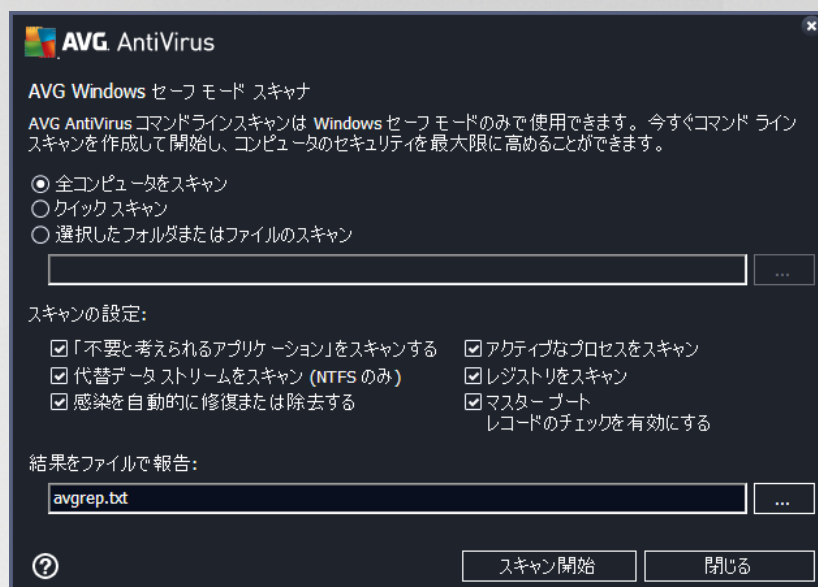 AVG. AntiVirus
AVG Windows セーフ モード スキャナ
AVG AntiVirus コマンドラインスキャンは Windows セーフ モードのみで使用できます。今すぐコマンド ライン
スキャンを作成して開始し、コンピュータのセキュリティを最大限に高めることができます。
全コンピュータをスキャン
クイック スキャン
選択したフォルダまたはファイルのスキャン
...
スキャンの設定:
「不要と考えられるアプリケーション」をスキャンする
アクティブなプロセスをスキャン
代替データ ストリームをスキャン (NTFS のみ)
レジストリをスキャン
感染を自動的に修復または除去する
マスター ブート
レコードのチェックを有効にする
結果をファイルで報告:
avgrep.txt
...
スキャン開始
閉じる